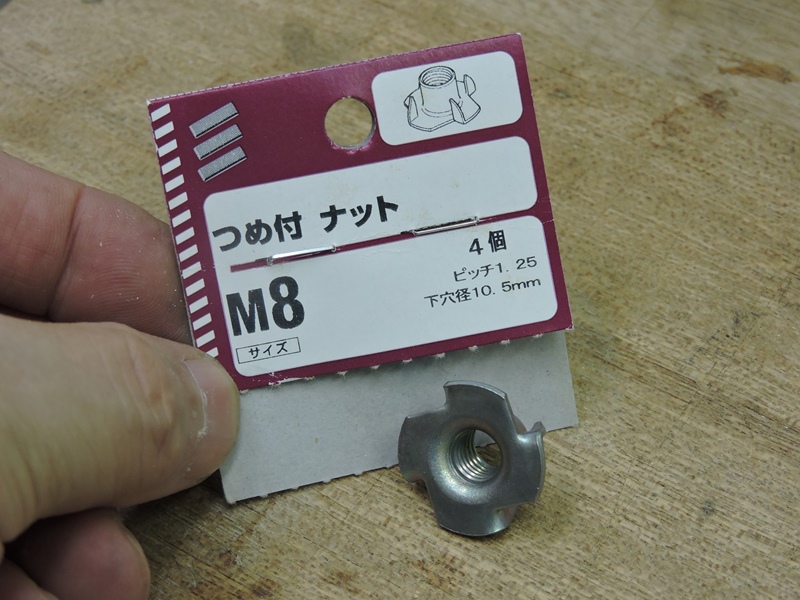 つめ付 ナット
4個
M8
ピッチ1.25
下穴径10.5mm
サイズ